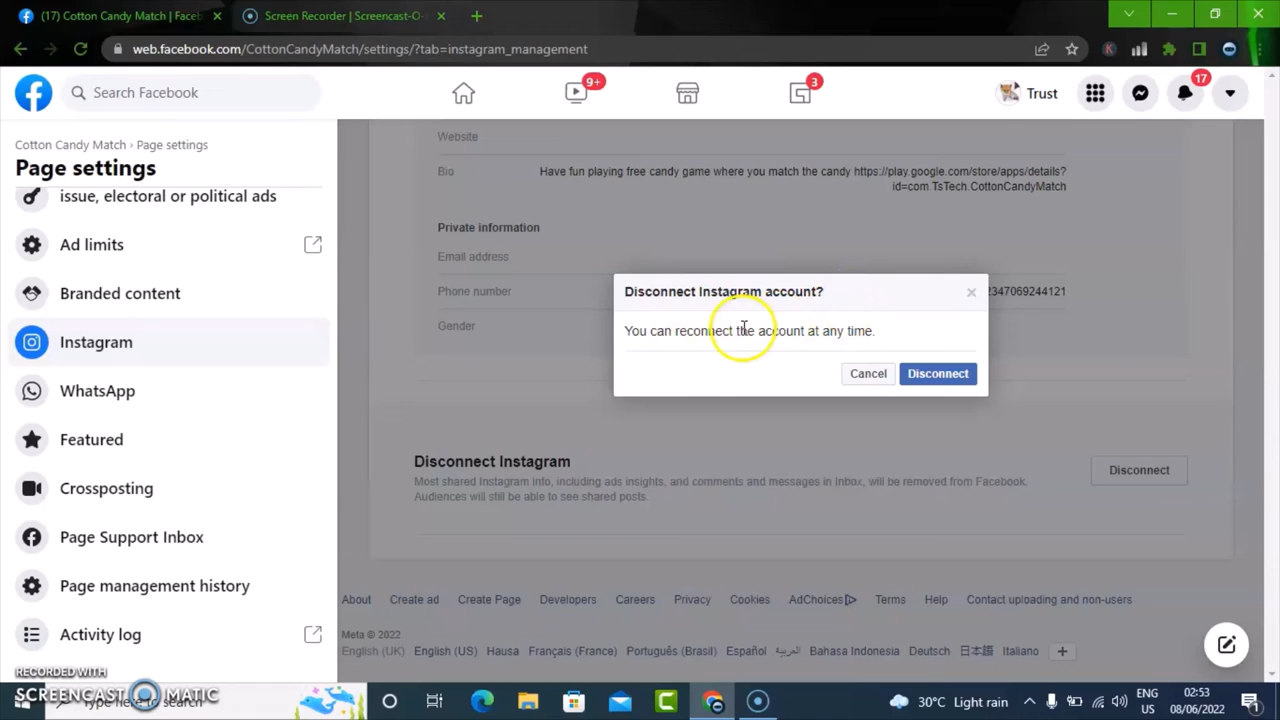 (17) Cotton Candy Match | Faceb
Screen Recorder | Screencast-O-
web.facebook.com/CottonCandyMatch/settings/?tab=instagram_management
Search Facebook
9+
3
Trust
17
Cotton Candy Match › Page settings
Page settings
issue, electoral or political ads
Ad limits
Branded content
Instagram
WhatsApp
Featured
Crossposting
Page Support Inbox
Page management history
Activity log
Website
Bio
Have fun playing free candy game where you match the candy https://play.google.com/store/apps/details?
id=com.TsTech.CottonCandyMatch
Private information
Email address
Phone number
2347069244121
Gender
Disconnect Instagram account?
You can reconnect the account at any time.
Cancel
Disconnect
Disconnect Instagram
Most shared Instagram info, including ads insights, and comments and messages in Inbox, will be removed from Facebook.
Audiences will still be able to see shared posts.
Disconnect
About Create ad Create Page Developers Careers Privacy Cookies AdChoices Terms Help Contact uploading and non-users
Meta © 2022
English (UK) English (US) Hausa Français (France) Português (Brasil) Español العربية Bahasa Indonesia Deutsch 日本語 Italiano
RECORDED WITH
SCREENCAST MATIC
Type here to search
30°C Light rain
ENG
US
02:53
08/06/2022
1